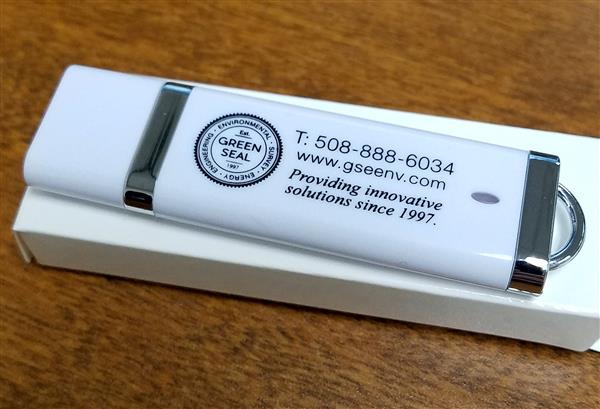 ENVIRONMENTAL · SURVEY · ENERGY · ENGINEERING ·
Est.
GREEN
SEAL
1997
T: 508-888-6034
www.gseenv.com
Providing innovative
solutions since 1997.